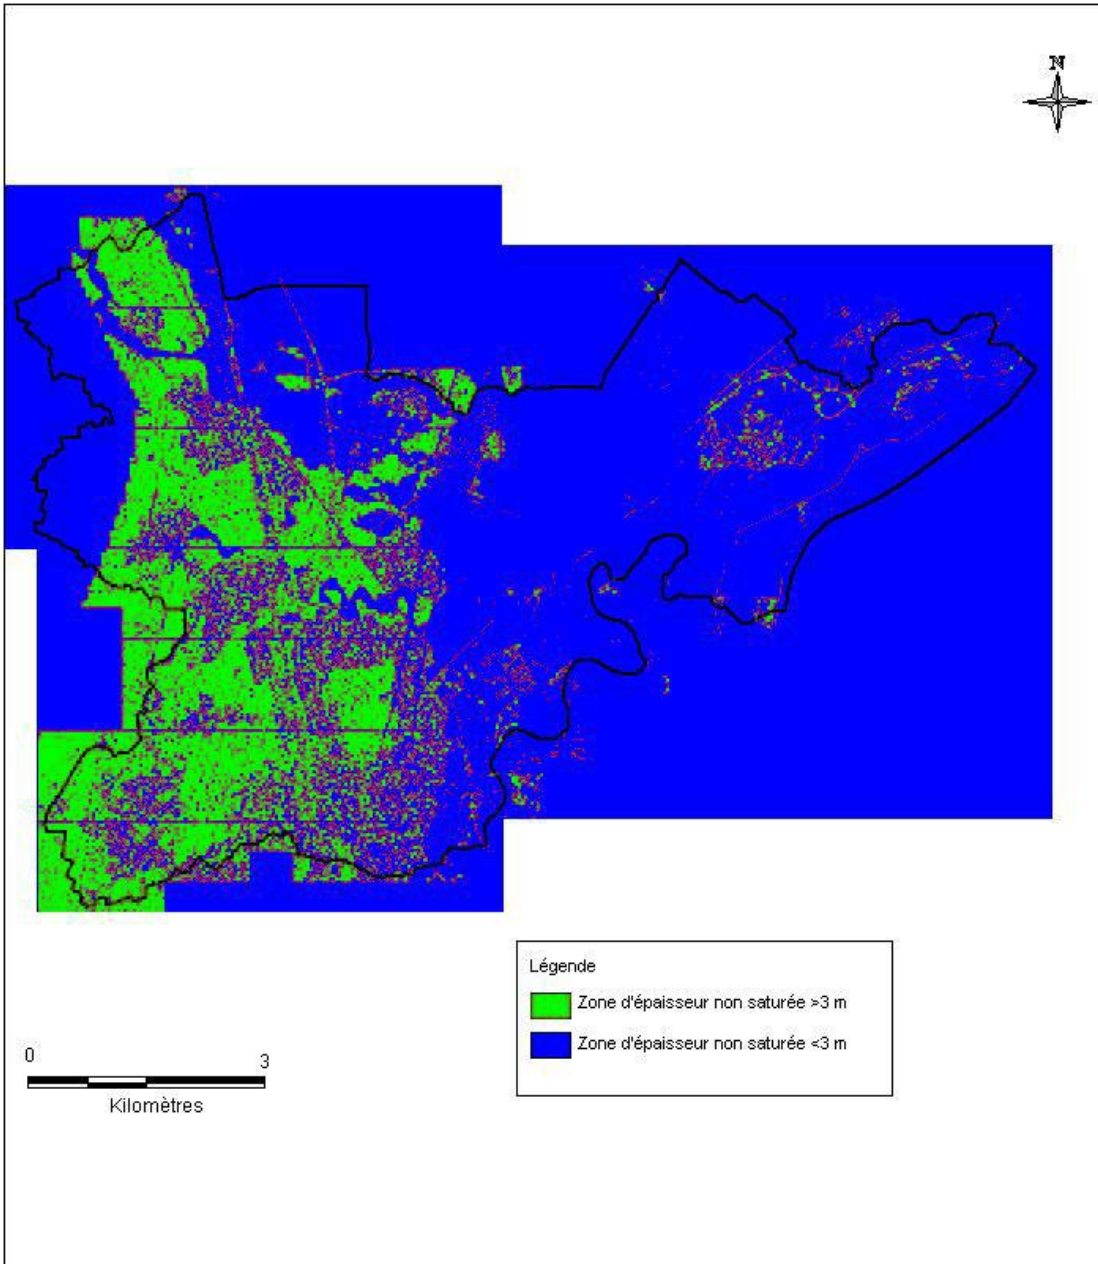 N
Légende
Zone d'épaisseur non saturée >3 m
Zone d'épaisseur non saturée <3 m
0 3
Kilomètres